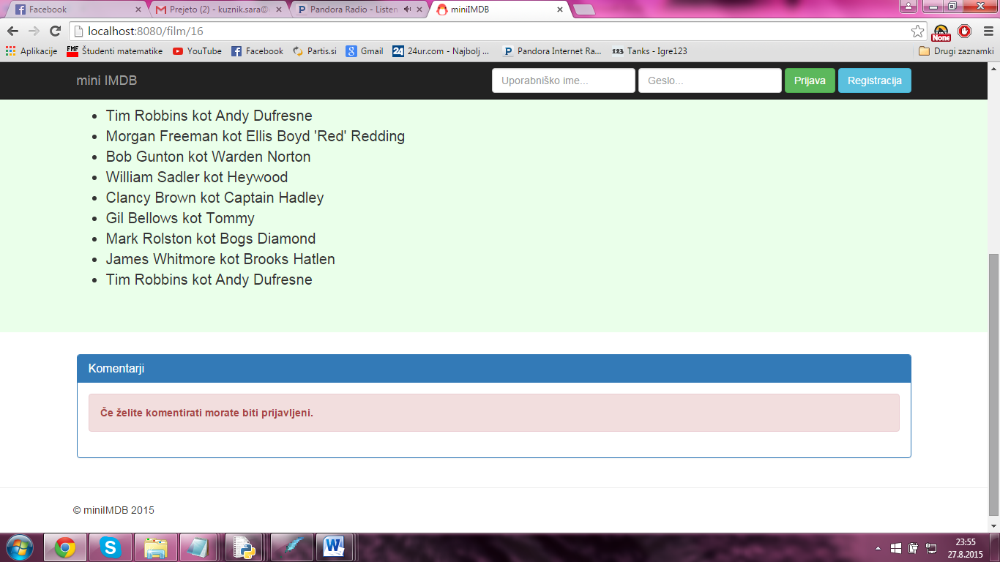 Facebook
Prejeto (2) - kuznik.sara@
Pandora Radio - Listen
miniIMDB
localhost:8080/film/16
None
Aplikacije
FMF Študenti matematike
YouTube
Facebook
Partis.si
Gmail
24 24ur.com - Najbolj ...
P Pandora Internet Ra...
123 Tanks - Igre123
Drugi zaznamki
mini IMDB
Uporabniško ime...
Geslo...
Prijava
Registracija
Tim Robbins kot Andy Dufresne
Morgan Freeman kot Ellis Boyd 'Red' Redding
Bob Gunton kot Warden Norton
William Sadler kot Heywood
Clancy Brown kot Captain Hadley
Gil Bellows kot Tommy
Mark Rolston kot Bogs Diamond
James Whitmore kot Brooks Hatlen
Tim Robbins kot Andy Dufresne
Komentarji
Če želite komentirati morate biti prijavljeni.
© miniIMDB 2015
23:55
27.8.2015